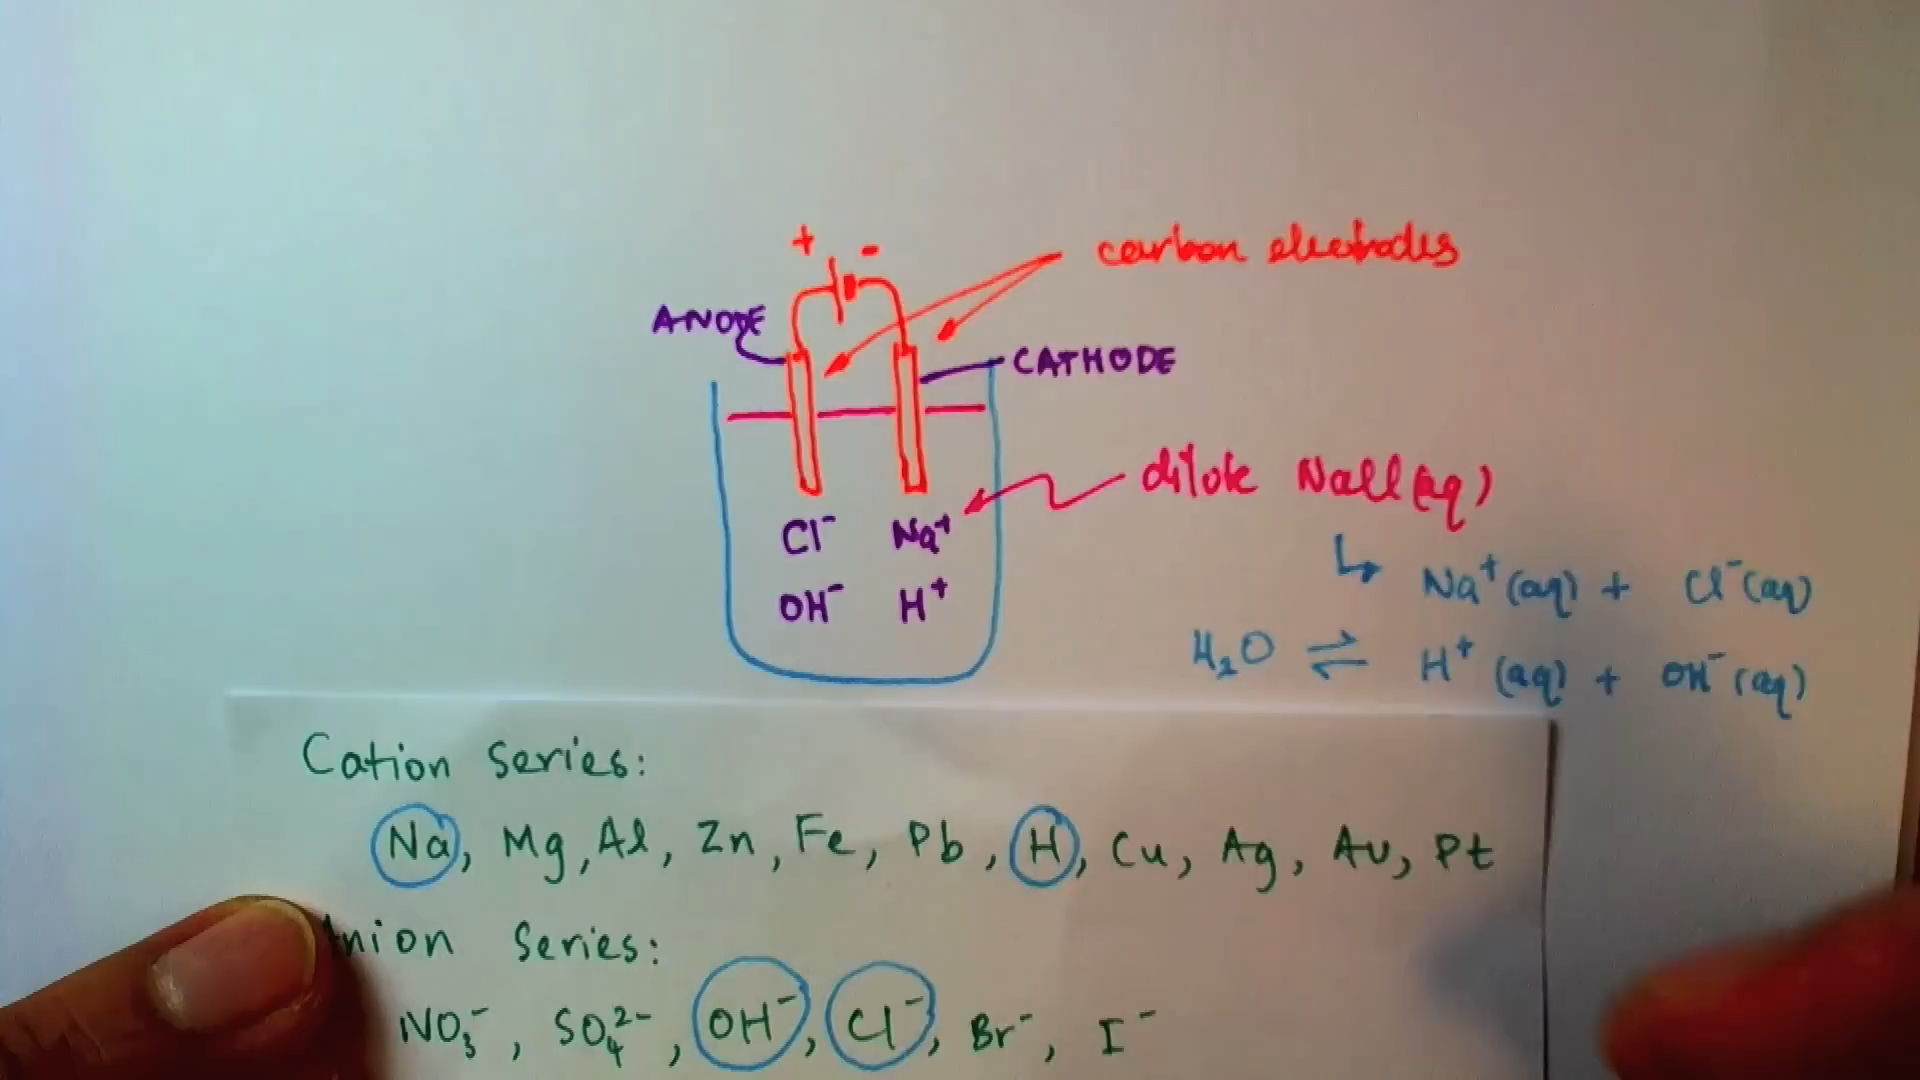 + -
carbon electrodes
ANODE
CATHODE
dilute NaCl(aq)
Cl⁻ Na⁺
OH⁻ H⁺
↳ Na⁺(aq) + Cl⁻(aq)
H₂O ⇌ H⁺(aq) + OH⁻(aq)
Cation Series:
Na, Mg, Al, Zn, Fe, Pb, H, Cu, Ag, Au, Pt
Anion Series:
NO₃⁻, SO₄²⁻, OH⁻, Cl⁻, Br⁻, I⁻